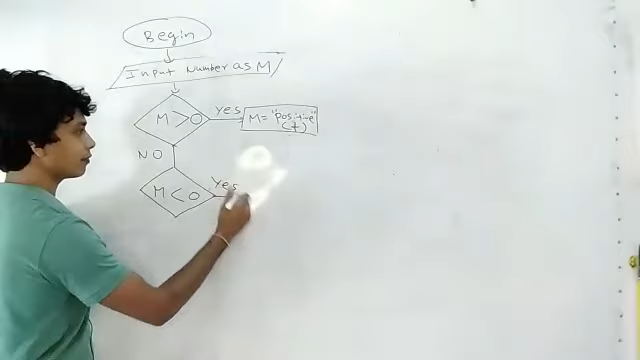 Begin
Input Number as M
M > 0
Yes
M = "positive"
(+)
NO
M < 0
Yes